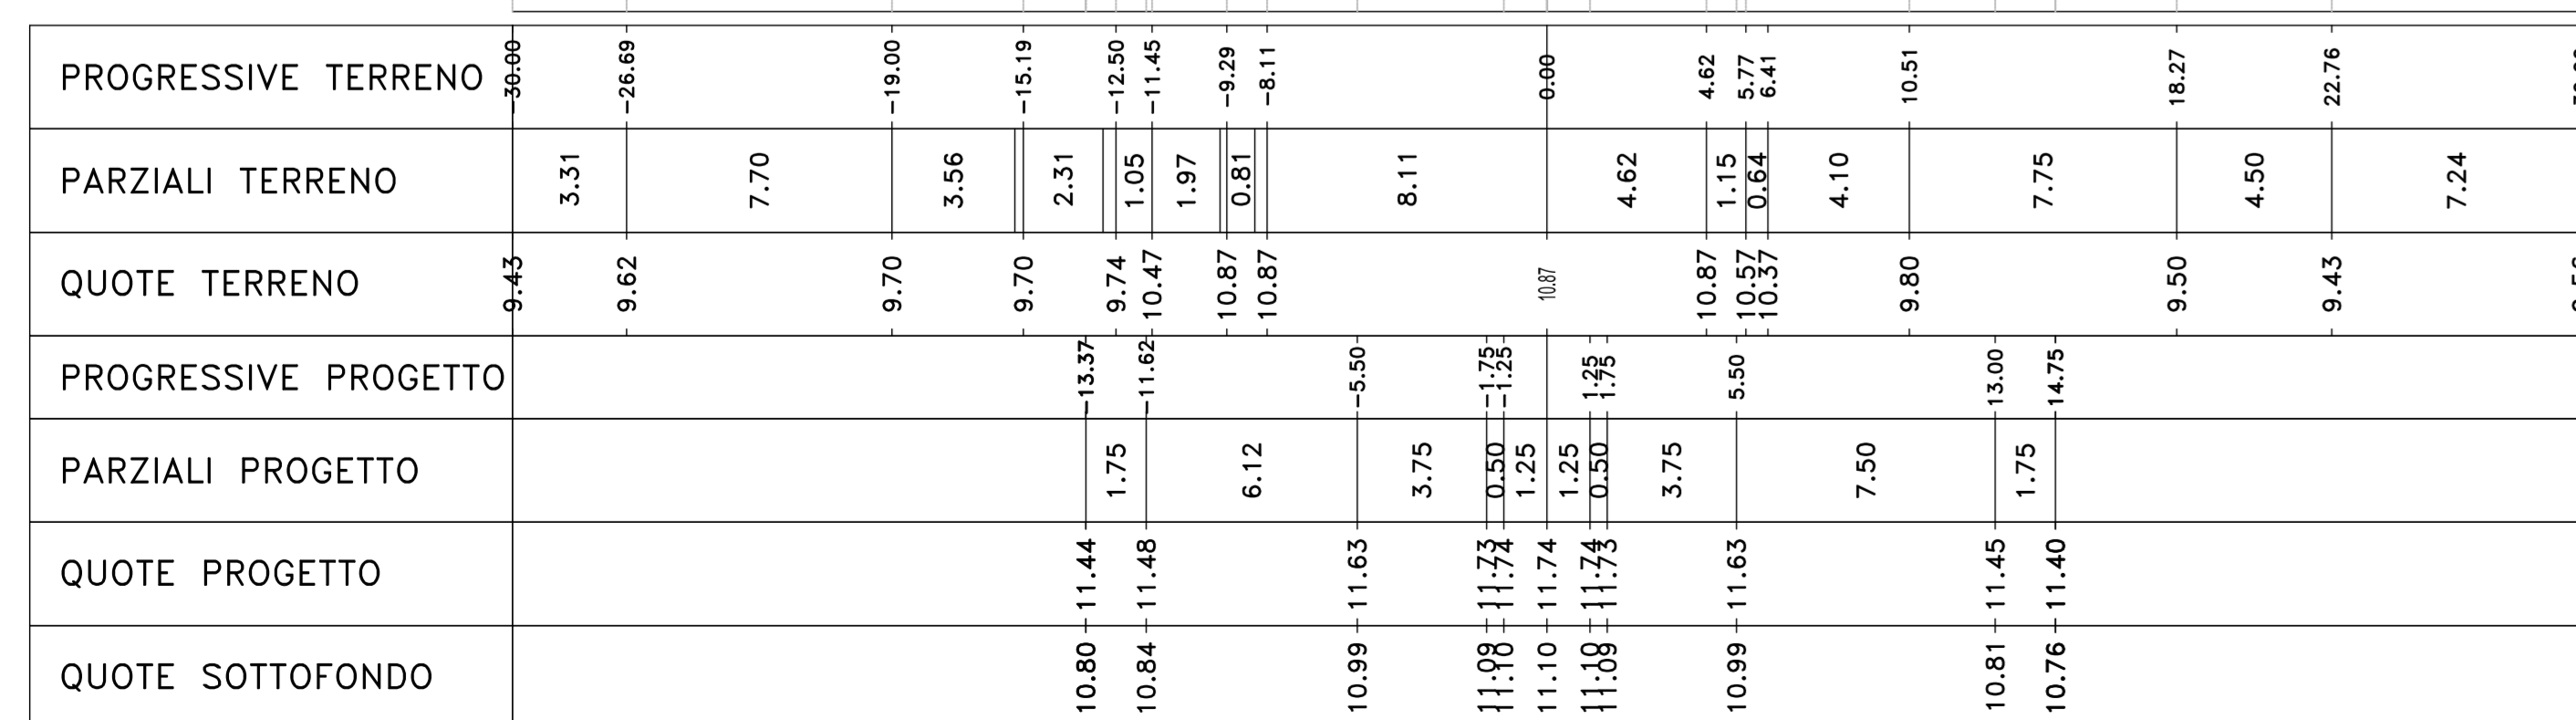 PROGRESSIVE TERRENO -30.00 -26.69 -19.00 -15.19 -12.50 -11.45 -9.29 -8.11 0.00 4.62 5.77 6.41 10.51 18.27 22.76
PARZIALI TERRENO 3.31 7.70 3.56 2.31 1.05 1.97 0.81 8.11 4.62 1.15 0.64 4.10 7.75 4.50 7.24
QUOTE TERRENO 9.43 9.62 9.70 9.70 9.74 10.47 10.87 10.87 10.87 10.87 10.57 10.37 9.80 9.50 9.43
PROGRESSIVE PROGETTO -13.37 -11.62 -5.50 -1.75 -1.25 1.25 1.75 5.50 13.00 14.75
PARZIALI PROGETTO 1.75 6.12 3.75 0.50 1.25 1.25 0.50 3.75 7.50 1.75
QUOTE PROGETTO 11.44 11.48 11.63 11.73 11.74 11.74 11.74 11.73 11.63 11.45 11.40
QUOTE SOTTOFONDO 10.80 10.84 10.99 11.09 11.10 11.10 11.10 11.09 10.99 10.81 10.76